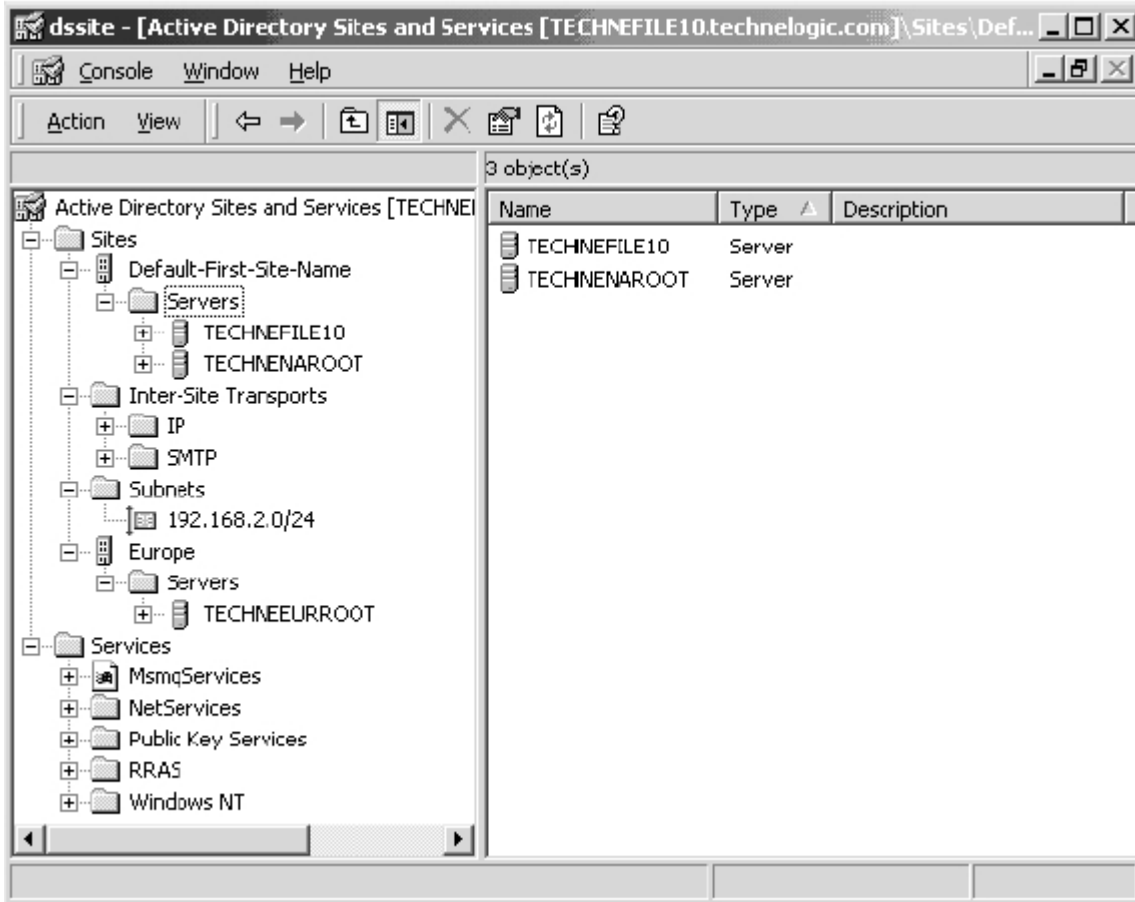 dssite - [Active Directory Sites and Services [TECHNEFILE10.technelogic.com]\Sites\Def...
Console Window Help
Action View
3 object(s)
Active Directory Sites and Services [TECHNEI
Name Type Description
Sites
Default-First-Site-Name
Servers
TECHNEFILE10
TECHNENAROOT
Inter-Site Transports
IP
SMTP
Subnets
192.168.2.0/24
Europe
Servers
TECHNEEURROOT
Services
MsmqServices
NetServices
Public Key Services
RRAS
Windows NT
TECHNEFILE10 Server
TECHNENAROOT Server